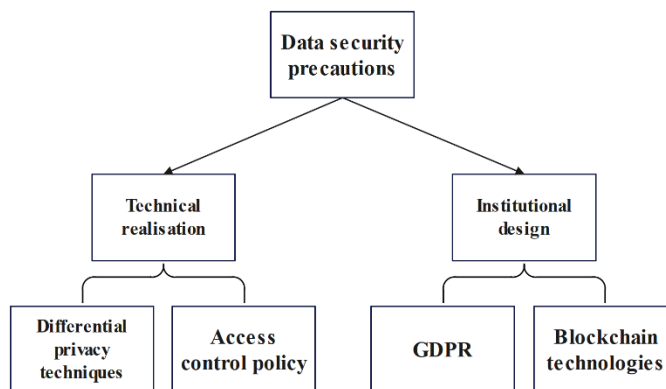 Data security
precautions
Technical
realisation
Institutional
design
Differential
privacy
techniques
Access
control policy
GDPR
Blockchain
technologies